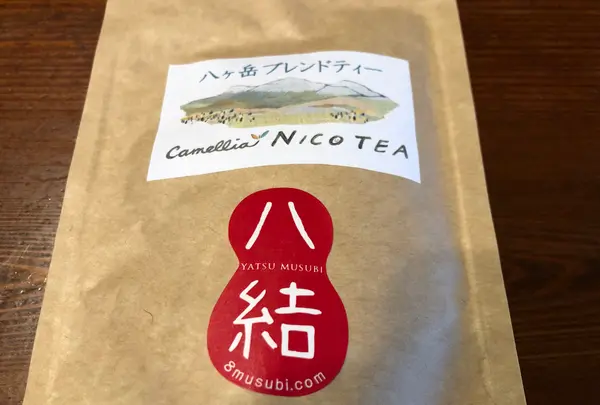 八ヶ岳ブレンドティー
Camellia NICO TEA
八
YATSU MUSUBI
結
8musubi.com